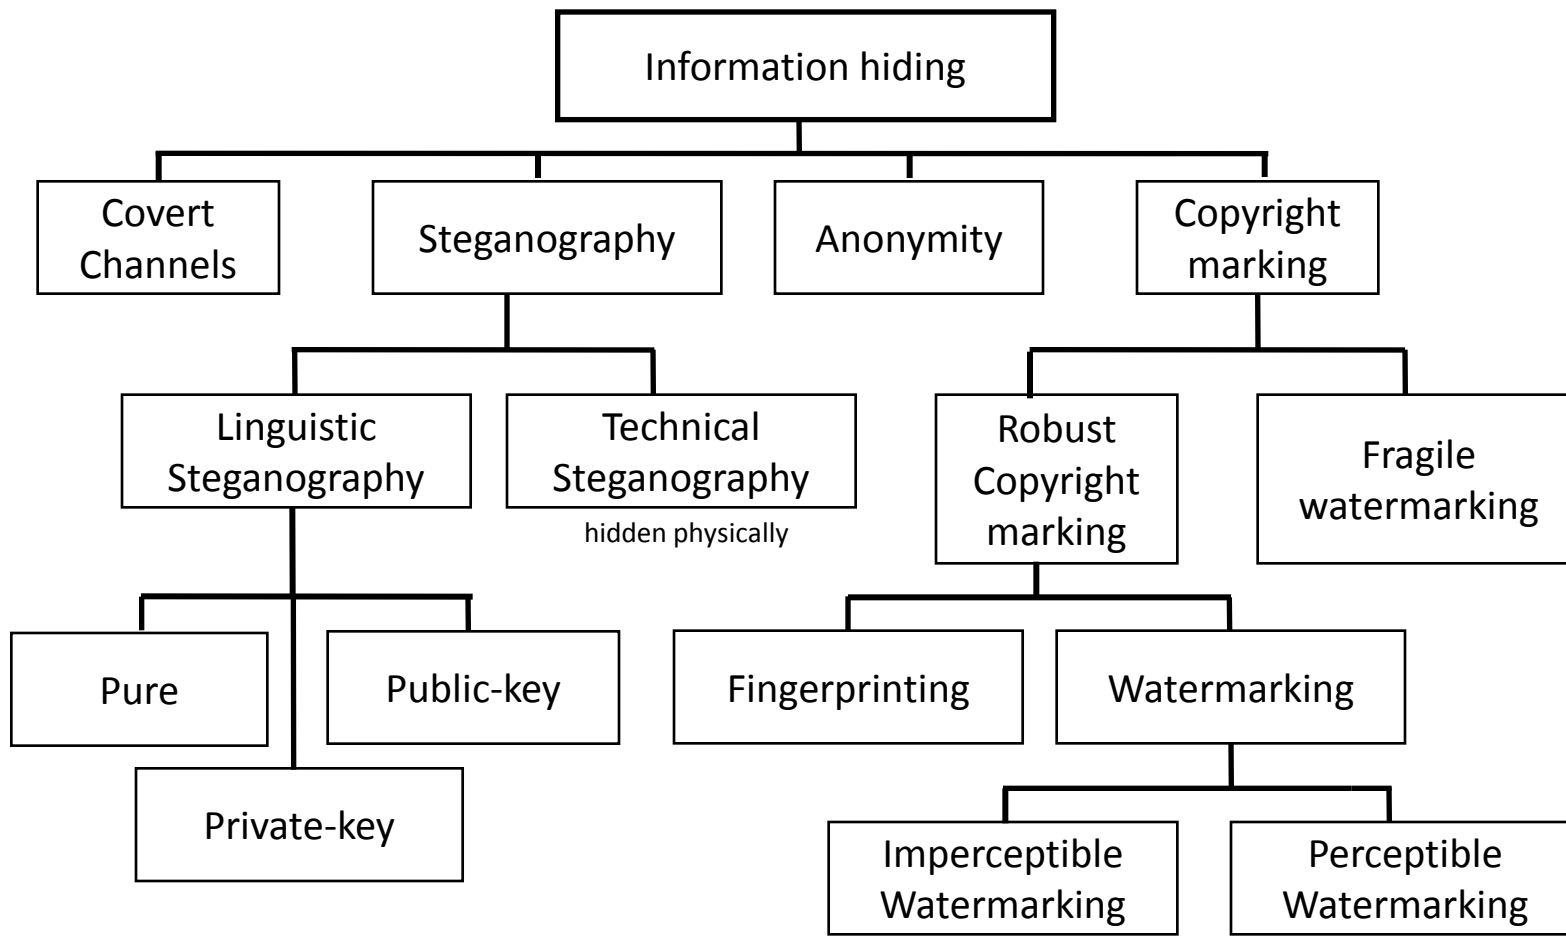 Information hiding
Covert
Channels
Steganography
Anonymity
Copyright
marking
Linguistic
Steganography
Technical
Steganography
hidden physically
Robust
Copyright
marking
Fragile
watermarking
Pure
Public-key
Private-key
Fingerprinting
Watermarking
Imperceptible
Watermarking
Perceptible
Watermarking